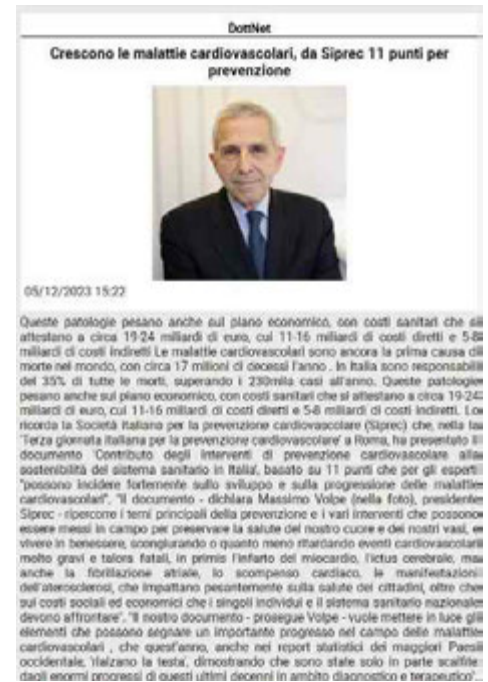 DottNet
Crescono le malattie cardiovascolari, da Siprec 11 punti per
prevenzione
05/12/2023 15:22
Queste patologie pesano anche sul piano economico, con costi sanitari che si
attestano a circa 19-24 miliardi di euro, cui 11-16 miliardi di costi diretti e 5-8
miliardi di costi indiretti Le malattie cardiovascolari sono ancora la prima causa di
morte nel mondo, con circa 17 milioni di decessi l'anno . In Italia sono responsabili
del 35% di tutte le morti, superando i 230mila casi all'anno. Queste patologie
pesano anche sul piano economico, con costi sanitari che si attestano a circa 19-24
miliardi di euro, cui 11-16 miliardi di costi diretti e 5-8 miliardi di costi indiretti. Lo
ricorda la Società italiana per la prevenzione cardiovascolare (Siprec) che, nella
'Terza giornata italiana per la prevenzione cardiovascolare' a Roma, ha presentato il
documento 'Contributo degli interventi di prevenzione cardiovascolare alla
sostenibilità del sistema sanitario in Italia', basato su 11 punti che per gli esperti
"possono incidere fortemente sullo sviluppo e sulla progressione delle malattie
cardiovascolari". "Il documento - dichiara Massimo Volpe (nella foto), presidente
Siprec - ripercorre i temi principali della prevenzione e i vari interventi che possono
essere messi in campo per preservare la salute del nostro cuore e dei nostri vasi, e
vivere in benessere, scongiurando o quanto meno ritardando eventi cardiovascolari
molto gravi e talora fatali, in primis l'infarto del miocardio, l'ictus cerebrale, ma
anche la fibrillazione atriale, lo scompenso cardiaco, le manifestazioni
dell'aterosclerosi, che impattano pesantemente sulla salute dei cittadini, oltre che
sui costi sociali ed economici che i singoli individui e il sistema sanitario nazionale
devono affrontare". "Il nostro documento - prosegue Volpe - vuole mettere in luce gli
elementi che possono segnare un importante progresso nel campo delle malattie
cardiovascolari , che quest'anno, anche nei report statistici dei maggiori Paesi
occidentale, 'rialzano la testa', dimostrando che sono state solo in parte scalfite
dagli enormi progressi di questi ultimi decenni in ambito diagnostico e terapeutico"